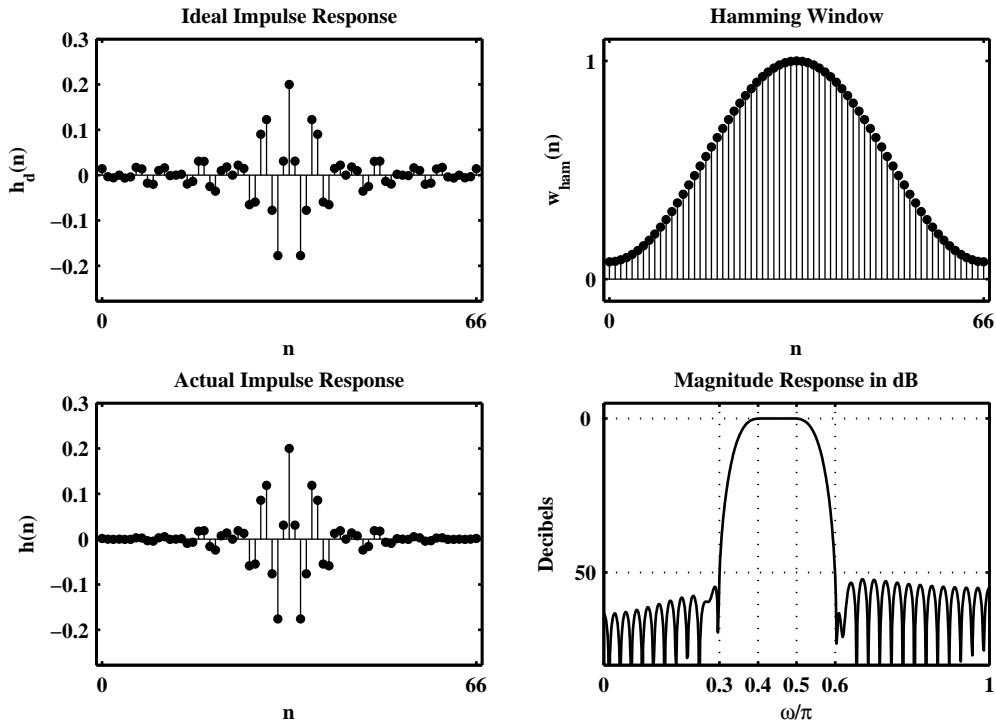 Ideal Impulse Response
0.3
0.2
0.1
0
−0.1
−0.2
h_d(n)
0
66
n
Hamming Window
1
0
w_ham(n)
0
66
n
Actual Impulse Response
0.3
0.2
0.1
0
−0.1
−0.2
h(n)
0
66
n
Magnitude Response in dB
0
50
Decibels
0
0.3
0.4
0.5
0.6
1
ω/π